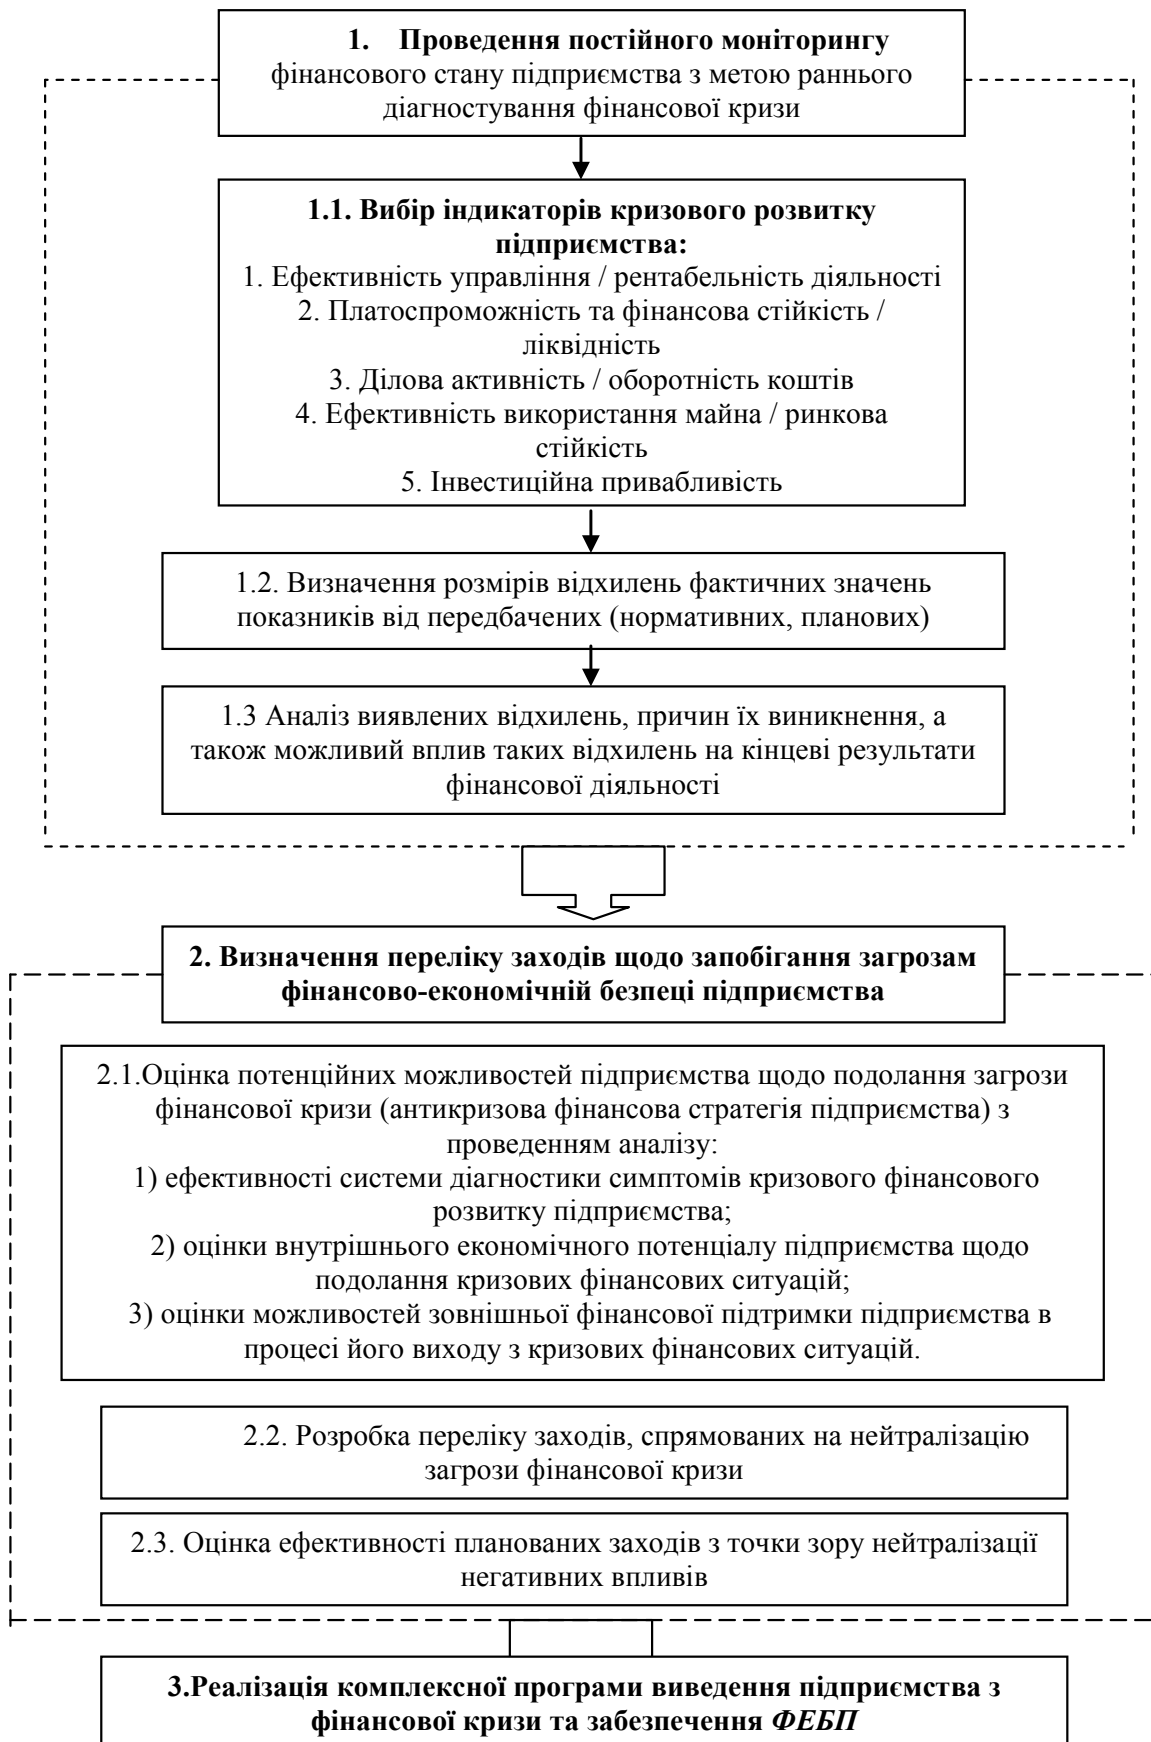 1. Проведення постійного моніторингу
фінансового стану підприємства з метою раннього
діагностування фінансової кризи
1.1. Вибір індикаторів кризового розвитку
підприємства:
1. Ефективність управління / рентабельність діяльності
2. Платоспроможність та фінансова стійкість /
ліквідність
3. Ділова активність / оборотність коштів
4. Ефективність використання майна / ринкова
стійкість
5. Інвестиційна привабливість
1.2. Визначення розмірів відхилень фактичних значень
показників від передбачених (нормативних, планових)
1.3 Аналіз виявлених відхилень, причин їх виникнення, а
також можливий вплив таких відхилень на кінцеві результати
фінансової діяльності
2. Визначення переліку заходів щодо запобігання загрозам
фінансово-економічній безпеці підприємства
2.1.Оцінка потенційних можливостей підприємства щодо подолання загрози
фінансової кризи (антикризова фінансова стратегія підприємства) з
проведенням аналізу:
1) ефективності системи діагностики симптомів кризового фінансового
розвитку підприємства;
2) оцінки внутрішнього економічного потенціалу підприємства щодо
подолання кризових фінансових ситуацій;
3) оцінки можливостей зовнішньої фінансової підтримки підприємства в
процесі його виходу з кризових фінансових ситуацій.
2.2. Розробка переліку заходів, спрямованих на нейтралізацію
загрози фінансової кризи
2.3. Оцінка ефективності планованих заходів з точки зору нейтралізації
негативних впливів
3.Реалізація комплексної програми виведення підприємства з
фінансової кризи та забезпечення ФЕБП